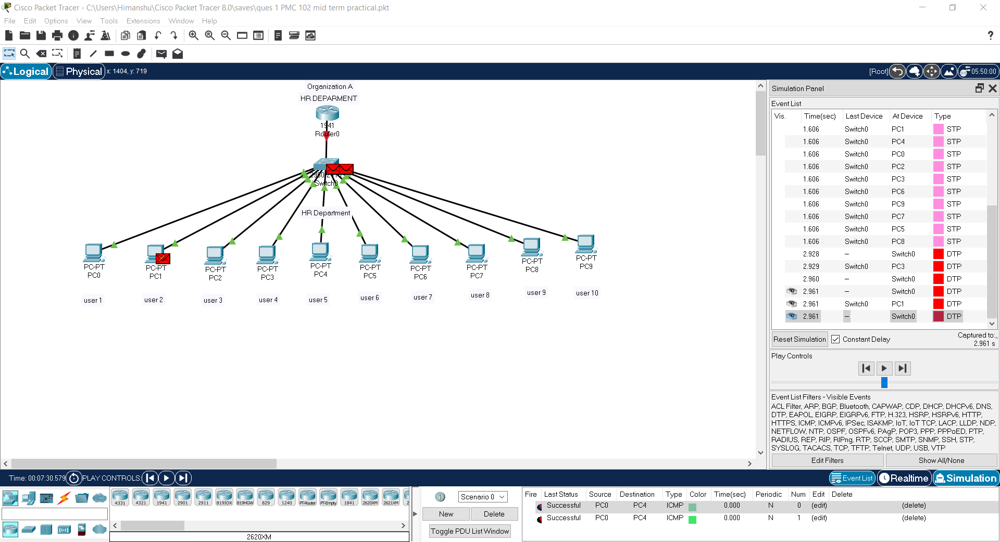 Cisco Packet Tracer - C:\Users\Himanshu\Cisco Packet Tracer 8.0\saves\ques 1 PMC 102 mid term practical.pkt
File Edit Options View Tools Extensions Window Help
?
Logical Physical x: 1404, y: 719 [Root] 05:50:00
Organization A
HR DEPARMENT
1941
Router0
Switch0
HR Department
PC-PT
PC0
PC-PT
PC1
PC-PT
PC2
PC-PT
PC3
PC-PT
PC4
PC-PT
PC5
PC-PT
PC6
PC-PT
PC7
PC-PT
PC8
PC-PT
PC9
user 1
user 2
user 3
user 4
user 5
user 6
user 7
user 8
user 9
user 10
Simulation Panel
Event List
Vis. Time(sec) Last Device At Device Type
1.606 Switch0 PC1 STP
1.606 Switch0 PC4 STP
1.606 Switch0 PC0 STP
1.606 Switch0 PC2 STP
1.606 Switch0 PC3 STP
1.606 Switch0 PC6 STP
1.606 Switch0 PC9 STP
1.606 Switch0 PC7 STP
1.606 Switch0 PC5 STP
1.606 Switch0 PC8 STP
2.928 -- Switch0 DTP
2.929 Switch0 PC3 DTP
2.960 -- Switch0 DTP
2.961 -- Switch0 DTP
2.961 Switch0 PC1 DTP
2.961 -- Switch0 DTP
Reset Simulation Constant Delay Captured to:
2.961 s
Play Controls
Event List Filters - Visible Events
ACL Filter, ARP, BGP, Bluetooth, CAPWAP, CDP, DHCP, DHCPv6, DNS,
DTP, EAPOL, EIGRP, EIGRPv6, FTP, H.323, HSRP, HSRPv6, HTTP,
HTTPS, ICMP, ICMPv6, IPSec, ISAKMP, IoT, IoT TCP, LACP, LLDP, NDP,
NETFLOW, NTP, OSPF, OSPFv6, PAgP, POP3, PPP, PPPoED, PTP,
RADIUS, REP, RIP, RIPng, RTP, SCCP, SMTP, SNMP, SSH, STP,
SYSLOG, TACACS, TCP, TFTP, Telnet, UDP, USB, VTP
Edit Filters Show All/None
Time: 00:07:30.579 PLAY CONTROLS: Event List Realtime Simulation
4331 4321 1941 2901 2911 819IOX 819HGW 829 1240 PT-Router PT-Empty 1841 2620XM 2621XM 2
2620XM
Scenario 0
New Delete
Toggle PDU List Window
Fire Last Status Source Destination Type Color Time(sec) Periodic Num Edit Delete
Successful PC0 PC4 ICMP 0.000 N 0 (edit) (delete)
Successful PC0 PC4 ICMP 0.000 N 1 (edit) (delete)